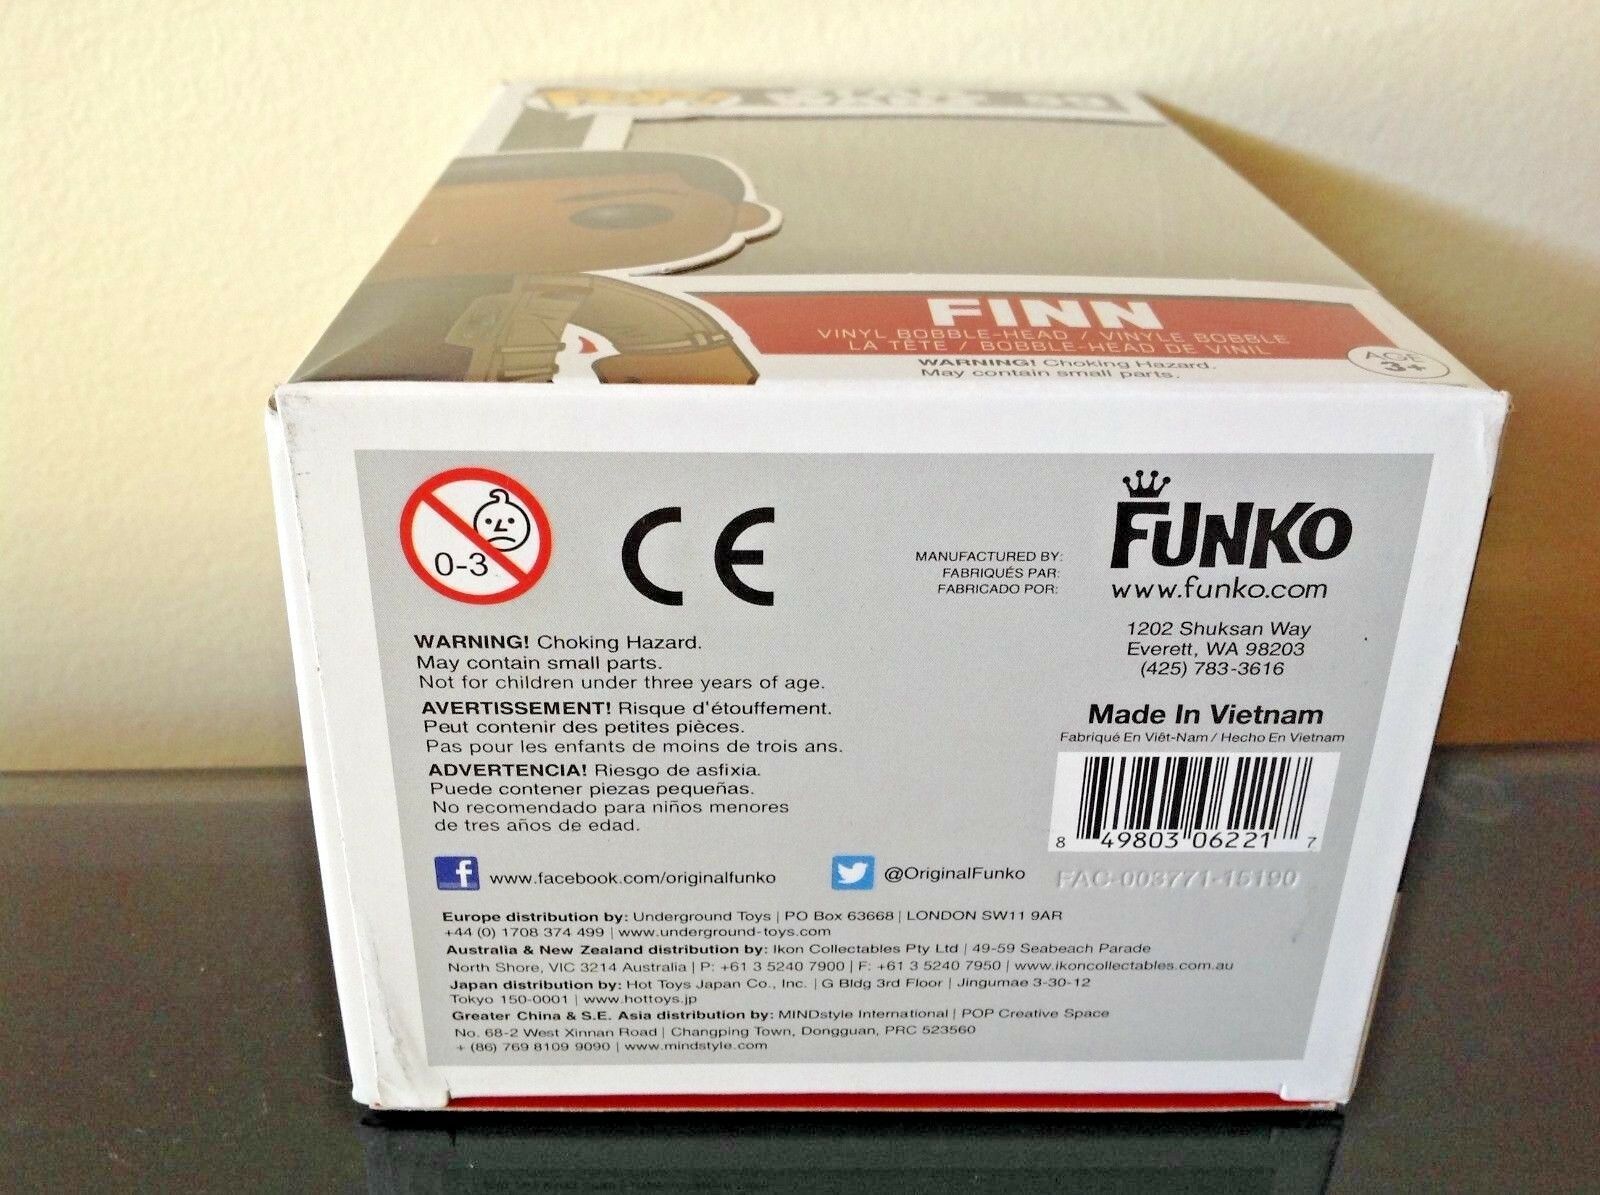 FINN
VINYL BOBBLE-HEAD / VINYLE BOBBLE
LA TÊTE / BOBBLE-HEAD DE VINIL
WARNING! Choking Hazard.
May contain small parts.
AGE
3+
0-3
CE
MANUFACTURED BY:
FABRIQUÉS PAR:
FABRICADO POR:
FUNKO
www.funko.com
1202 Shuksan Way
Everett, WA 98203
(425) 783-3616
WARNING! Choking Hazard.
May contain small parts.
Not for children under three years of age.
AVERTISSEMENT! Risque d'étouffement.
Peut contenir des petites pièces.
Pas pour les enfants de moins de trois ans.
ADVERTENCIA! Riesgo de asfixia.
Puede contener piezas pequeñas.
No recomendado para niños menores
de tres años de edad.
Made In Vietnam
Fabriqué En Viêt-Nam / Hecho En Vietnam
8 49803 06221 7
f www.facebook.com/originalfunko
@OriginalFunko
FAC-003771-15190
Europe distribution by: Underground Toys | PO Box 63668 | LONDON SW11 9AR
+44 (0) 1708 374 499 | www.underground-toys.com
Australia & New Zealand distribution by: Ikon Collectables Pty Ltd | 49-59 Seabeach Parade
North Shore, VIC 3214 Australia | P: +61 3 5240 7900 | F: +61 3 5240 7950 | www.ikoncollectables.com.au
Japan distribution by: Hot Toys Japan Co., Inc. | G Bldg 3rd Floor | Jingumae 3-30-12
Tokyo 150-0001 | www.hottoys.jp
Greater China & S.E. Asia distribution by: MINDstyle International | POP Creative Space
No. 68-2 West Xinnan Road | Changping Town, Dongguan, PRC 523560
+ (86) 769 8109 9090 | www.mindstyle.com